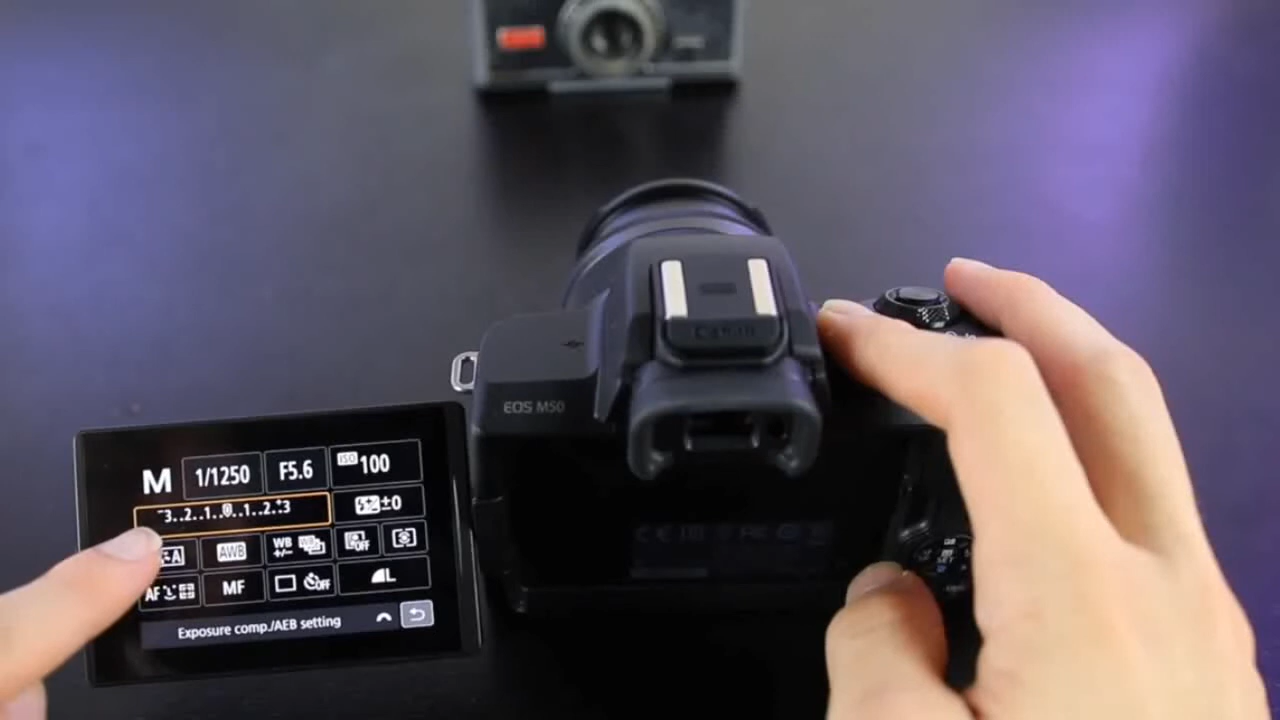 Canon
EOS M50
M 1/1250 F5.6 ISO 100
-3..2..1..0..1..2..+3 ±0
A AWB WB +/- OFF
AF MF OFF L
Exposure comp./AEB setting